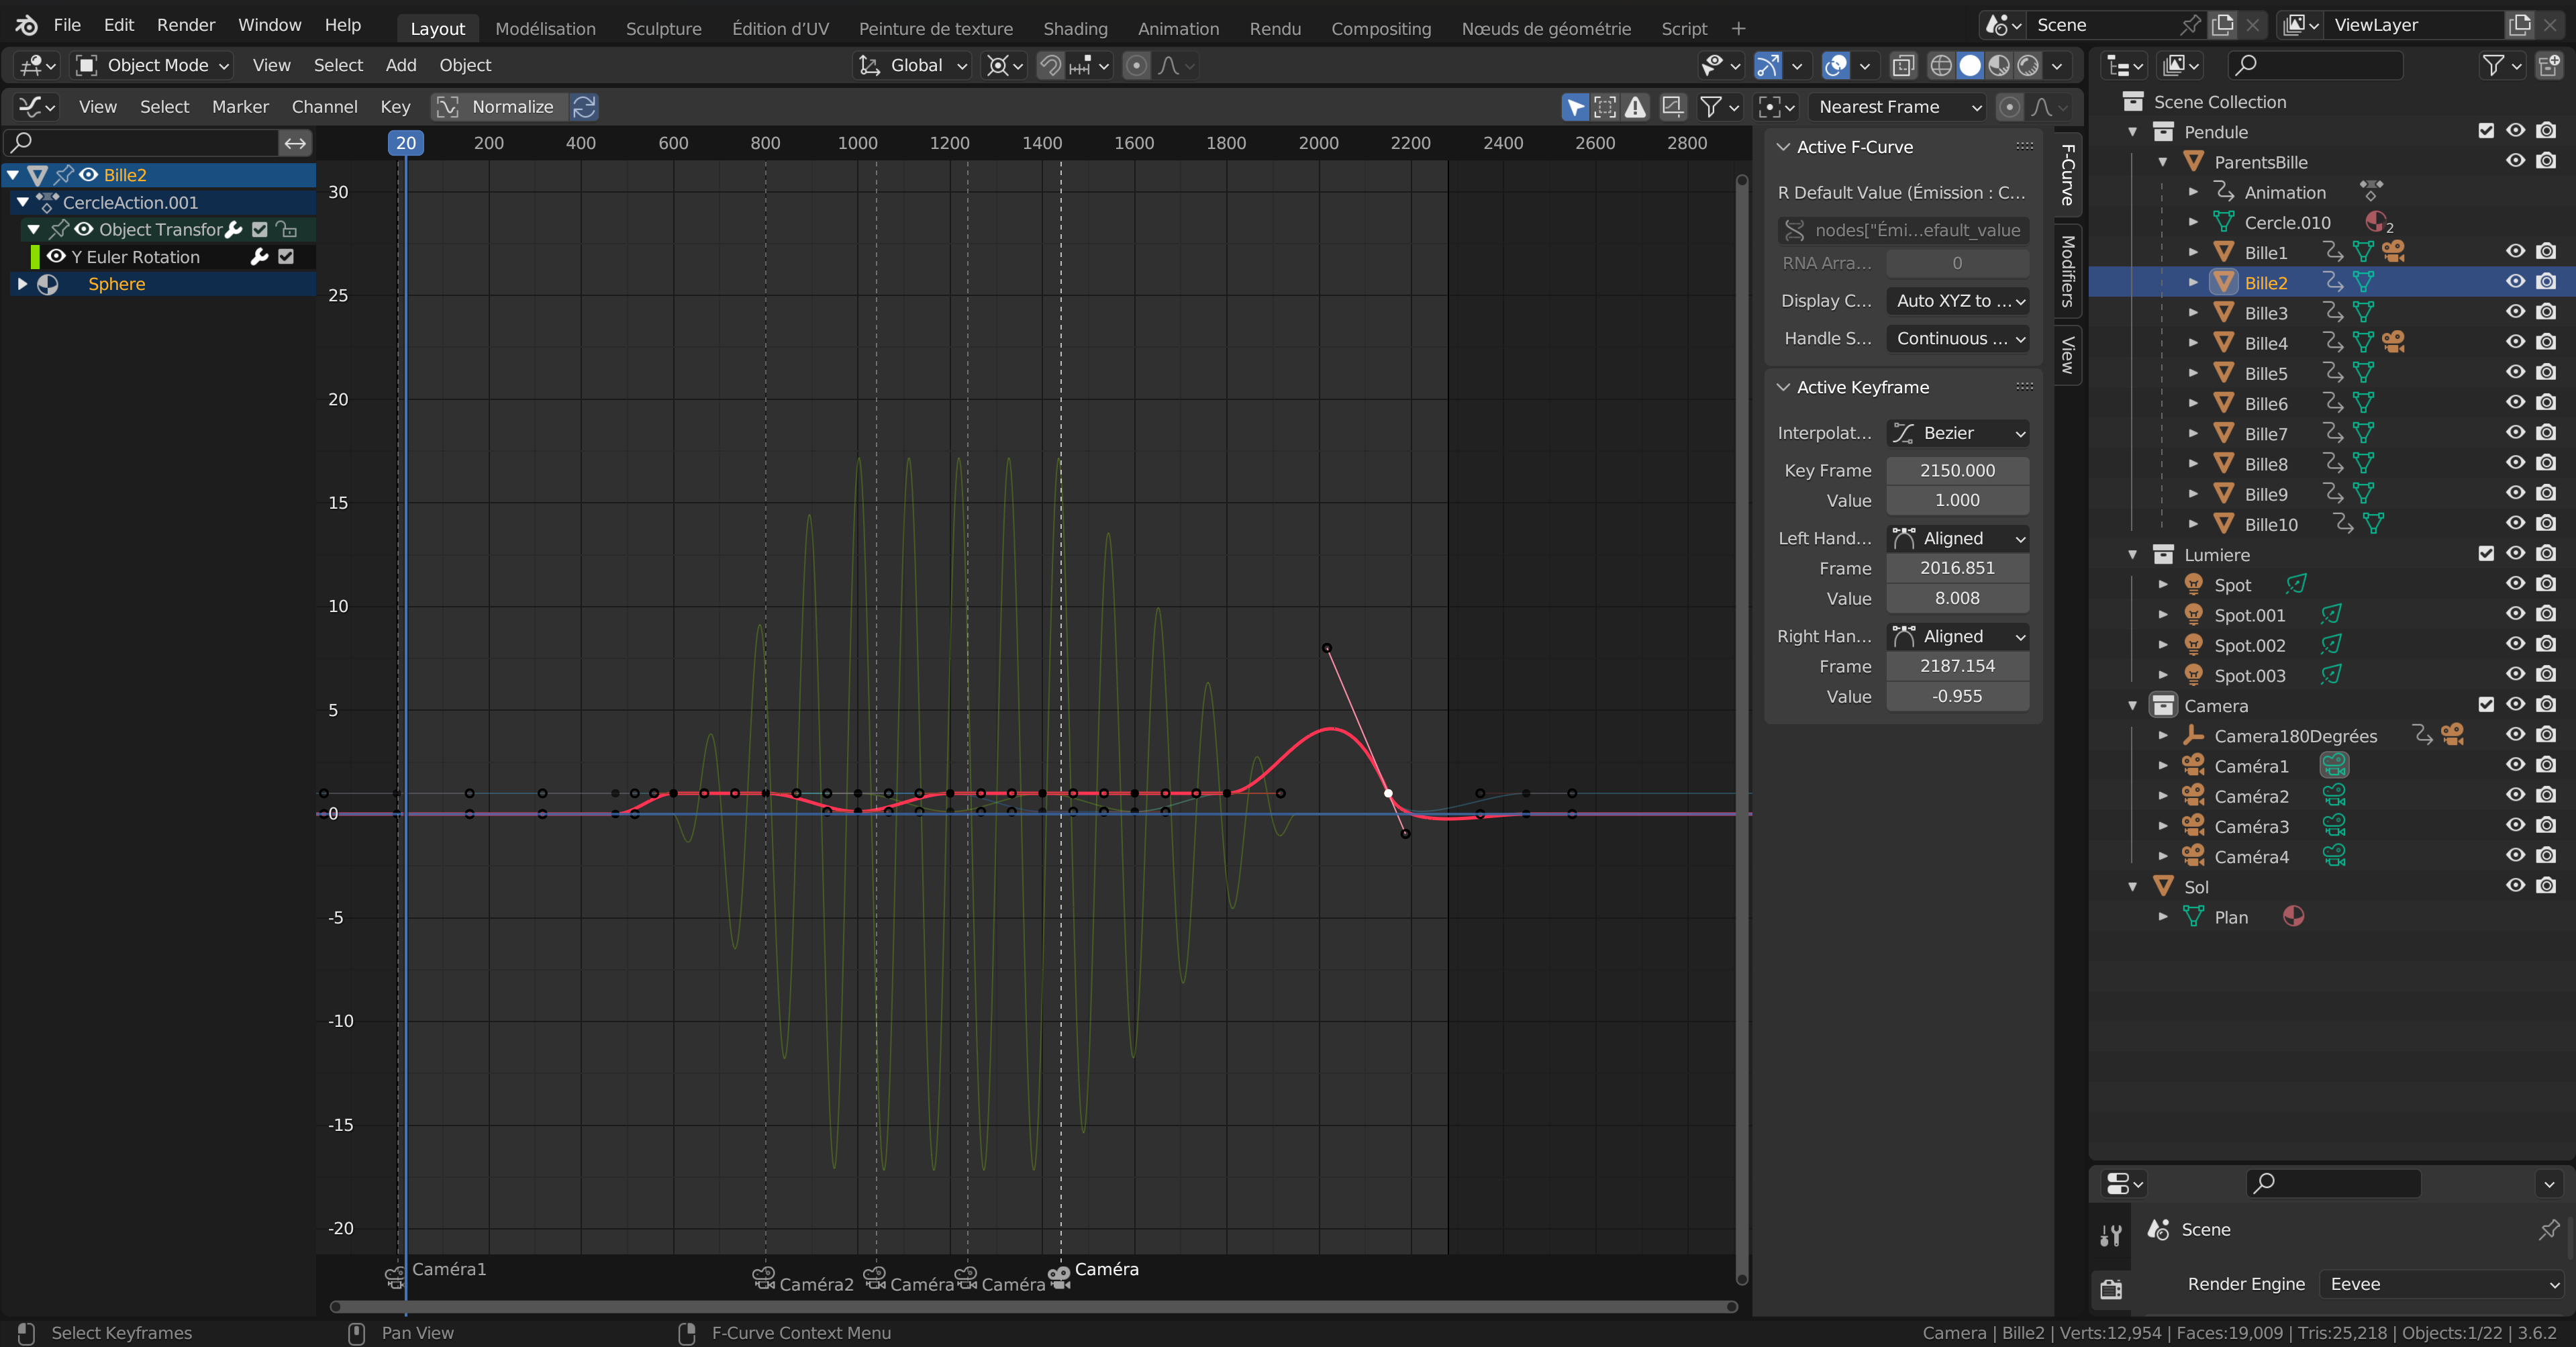 File Edit Render Window Help Layout Modélisation Sculpture Édition d'UV Peinture de texture Shading Animation Rendu Compositing Nœuds de géométrie Script + Scene ViewLayer
Object Mode View Select Add Object Global
View Select Marker Channel Key Normalize Nearest Frame
20 200 400 600 800 1000 1200 1400 1600 1800 2000 2200 2400 2600 2800
Bille2
CercleAction.001
Object Transfor
Y Euler Rotation
Sphere
30
25
20
15
10
5
0
-5
-10
-15
-20
Caméra1
Caméra2
Caméra
Caméra
Caméra
Active F-Curve
R Default Value (Émission : C...
nodes["Émi...efault_value
RNA Arra... 0
Display C... Auto XYZ to ...
Handle S... Continuous ...
Active Keyframe
Interpolat... Bezier
Key Frame 2150.000
Value 1.000
Left Hand... Aligned
Frame 2016.851
Value 8.008
Right Han... Aligned
Frame 2187.154
Value -0.955
F-Curve
Modifiers
View
Scene Collection
Pendule
ParentsBille
Animation
Cercle.010 2
Bille1
Bille2
Bille3
Bille4
Bille5
Bille6
Bille7
Bille8
Bille9
Bille10
Lumiere
Spot
Spot.001
Spot.002
Spot.003
Camera
Camera180Degrées
Caméra1
Caméra2
Caméra3
Caméra4
Sol
Plan
Scene
Render Engine Eevee
Select Keyframes Pan View F-Curve Context Menu Camera | Bille2 | Verts:12,954 | Faces:19,009 | Tris:25,218 | Objects:1/22 | 3.6.2